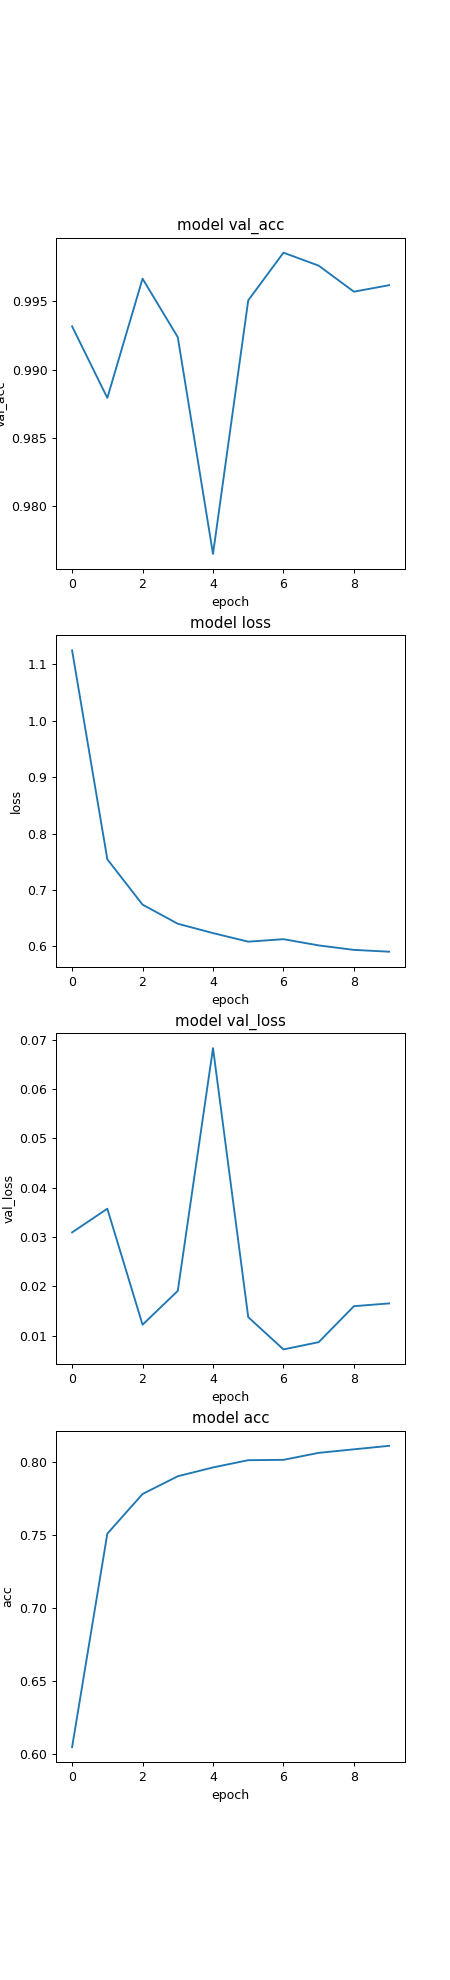 model val_acc
0.995
0.990
0.985
0.980
val_acc
0 2 4 6 8
epoch
model loss
1.1
1.0
0.9
0.8
0.7
0.6
loss
0 2 4 6 8
epoch
model val_loss
0.07
0.06
0.05
0.04
0.03
0.02
0.01
val_loss
0 2 4 6 8
epoch
model acc
0.80
0.75
0.70
0.65
0.60
acc
0 2 4 6 8
epoch